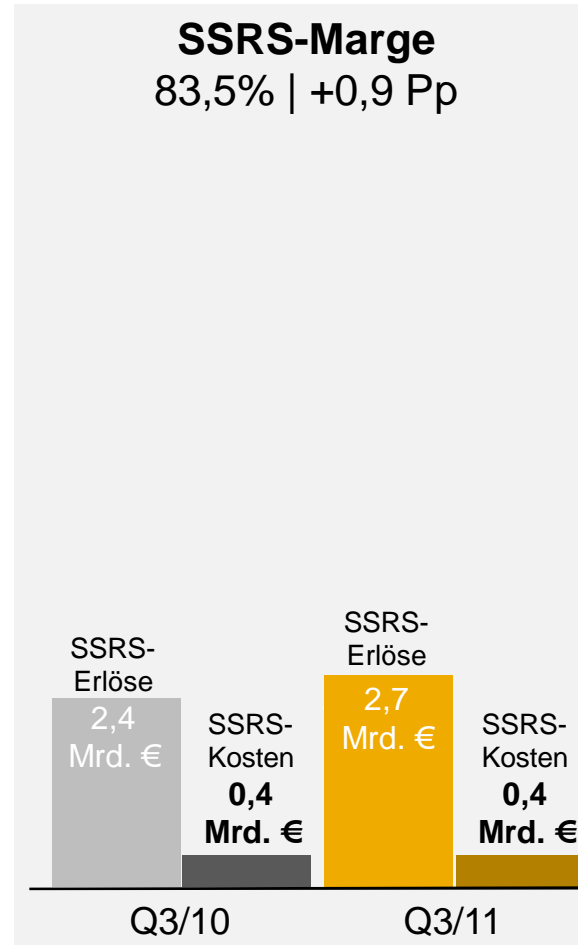 SSRS-Marge
83,5% | +0,9 Pp
SSRS-
Erlöse
2,4
Mrd. €
SSRS-
Kosten
0,4
Mrd. €
SSRS-
Erlöse
2,7
Mrd. €
SSRS-
Kosten
0,4
Mrd. €
Q3/10
Q3/11